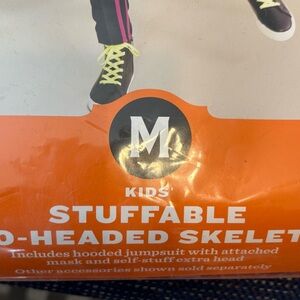 M
KIDS
STUFFABLE
O-HEADED SKELET
Includes hooded jumpsuit with attached
mask and self-stuff extra head
Other accessories shown sold separately